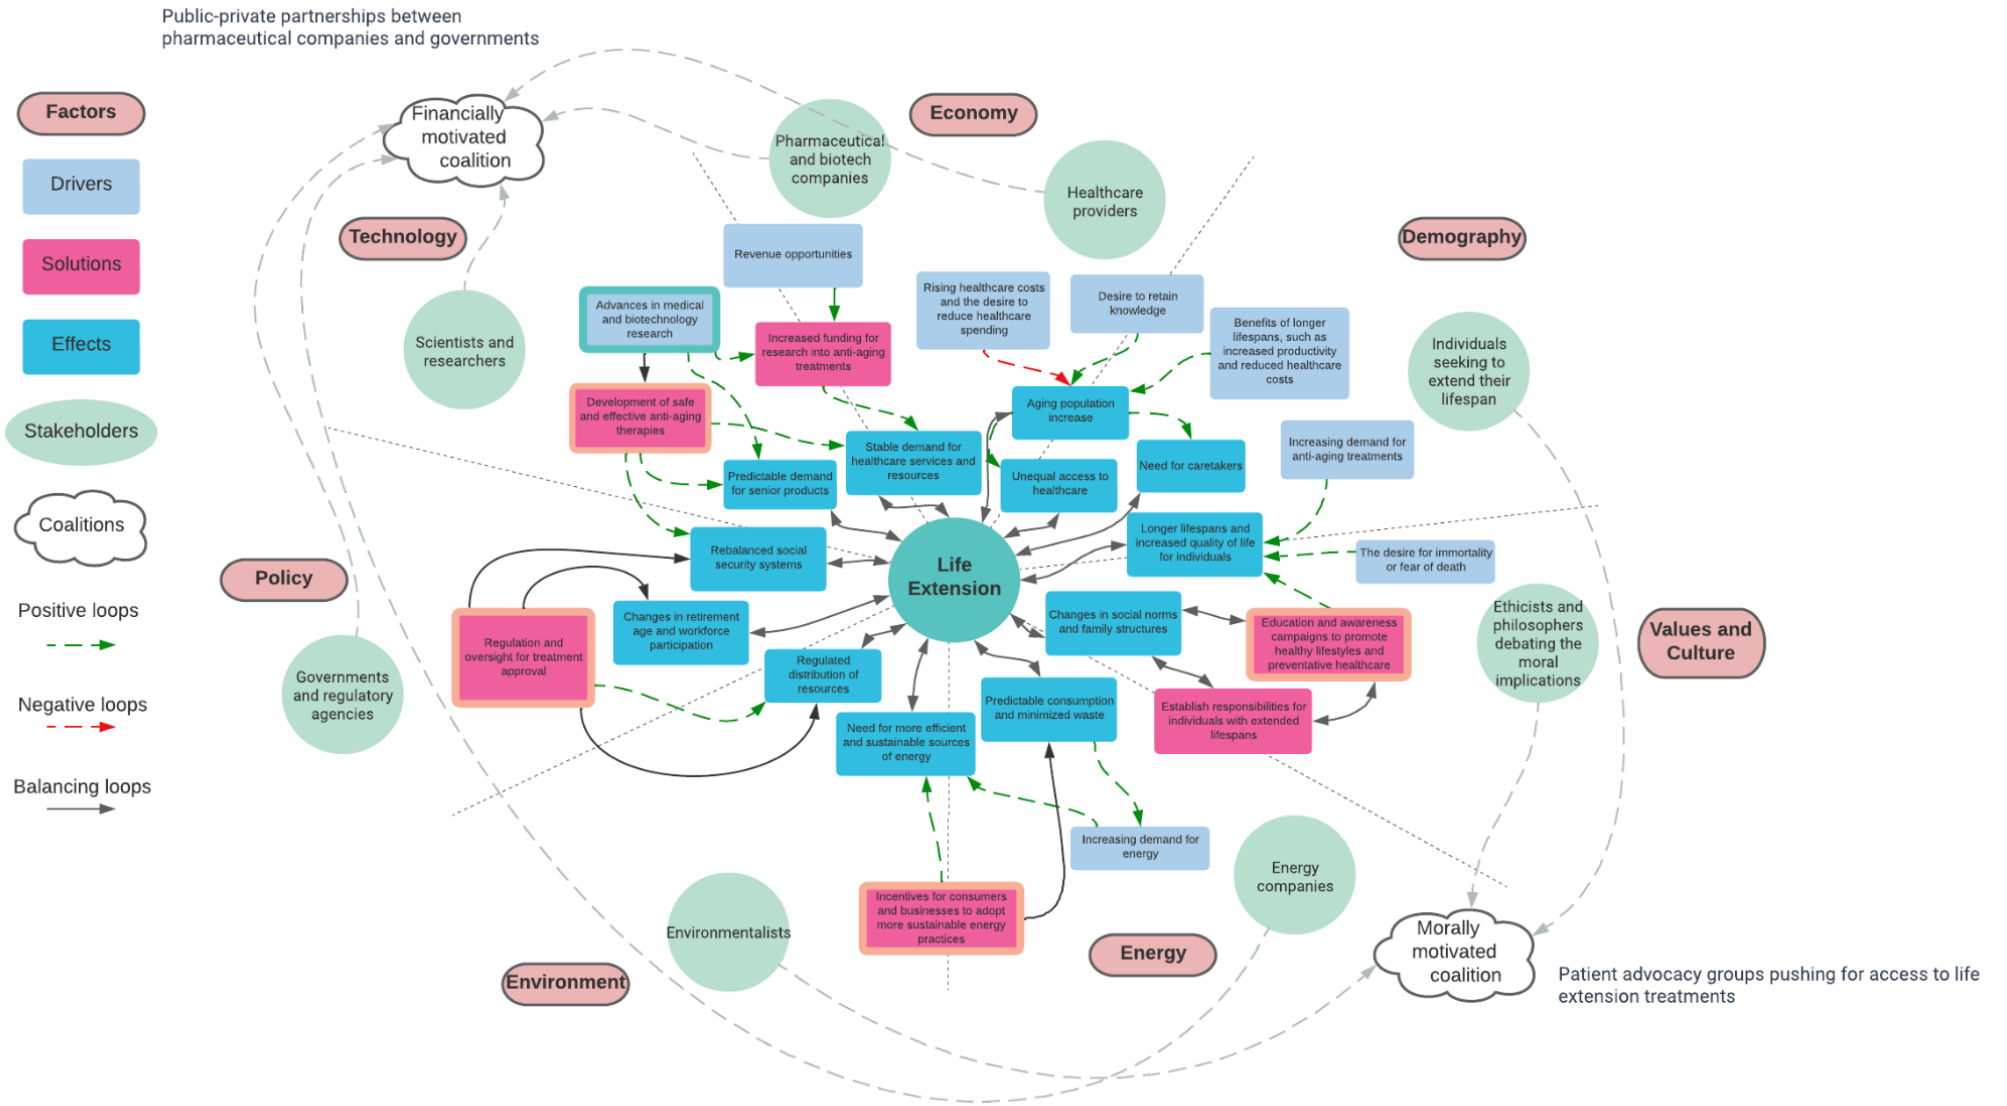 Public-private partnerships between
pharmaceutical companies and governments
Factors
Drivers
Solutions
Effects
Stakeholders
Coalitions
Positive loops
Negative loops
Balancing loops
Financially
motivated
coalition
Technology
Scientists and
researchers
Pharmaceutical
and biotech
companies
Economy
Healthcare
providers
Demography
Individuals
seeking to
extend their
lifespan
Revenue opportunities
Advances in medical
and biotechnology
research
Increased funding for
research into anti-aging
treatments
Rising healthcare costs
and the desire to
reduce healthcare
spending
Desire to retain
knowledge
Benefits of longer
lifespans, such as
increased productivity
and reduced healthcare
costs
Development of safe
and effective anti-aging
therapies
Aging population
increase
Stable demand for
healthcare services and
resources
Predictable demand
for senior products
Unequal access to
healthcare
Need for caretakers
Increasing demand for
anti-aging treatments
Rebalanced social
security systems
Longer lifespans and
increased quality of life
for individuals
The desire for immortality
or fear of death
Life
Extension
Policy
Governments
and regulatory
agencies
Regulation and
oversight for treatment
approval
Changes in retirement
age and workforce
participation
Regulated
distribution of
resources
Changes in social norms
and family structures
Education and awareness
campaigns to promote
healthy lifestyles and
preventative healthcare
Ethicists and
philosophers
debating the
moral
implications
Values and
Culture
Need for more efficient
and sustainable sources
of energy
Predictable consumption
and minimized waste
Establish responsibilities for
individuals with extended
lifespans
Increasing demand for
energy
Incentives for consumers
and businesses to adopt
more sustainable energy
practices
Environmentalists
Environment
Energy
Energy
companies
Morally
motivated
coalition
Patient advocacy groups pushing for access to life
extension treatments